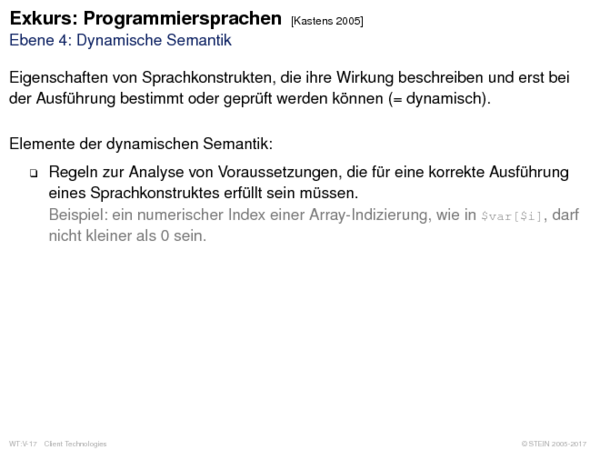 Exkurs: Programmiersprachen [Kastens 2005]
Ebene 4: Dynamische Semantik
Eigenschaften von Sprachkonstrukten, die ihre Wirkung beschreiben und erst bei
der Ausführung bestimmt oder geprüft werden können (= dynamisch).
Elemente der dynamischen Semantik:
❑ Regeln zur Analyse von Voraussetzungen, die für eine korrekte Ausführung
eines Sprachkonstruktes erfüllt sein müssen.
Beispiel: ein numerischer Index einer Array-Indizierung, wie in $var[$i], darf
nicht kleiner als 0 sein.
WT:V-17 Client Technologies © STEIN 2005-2017